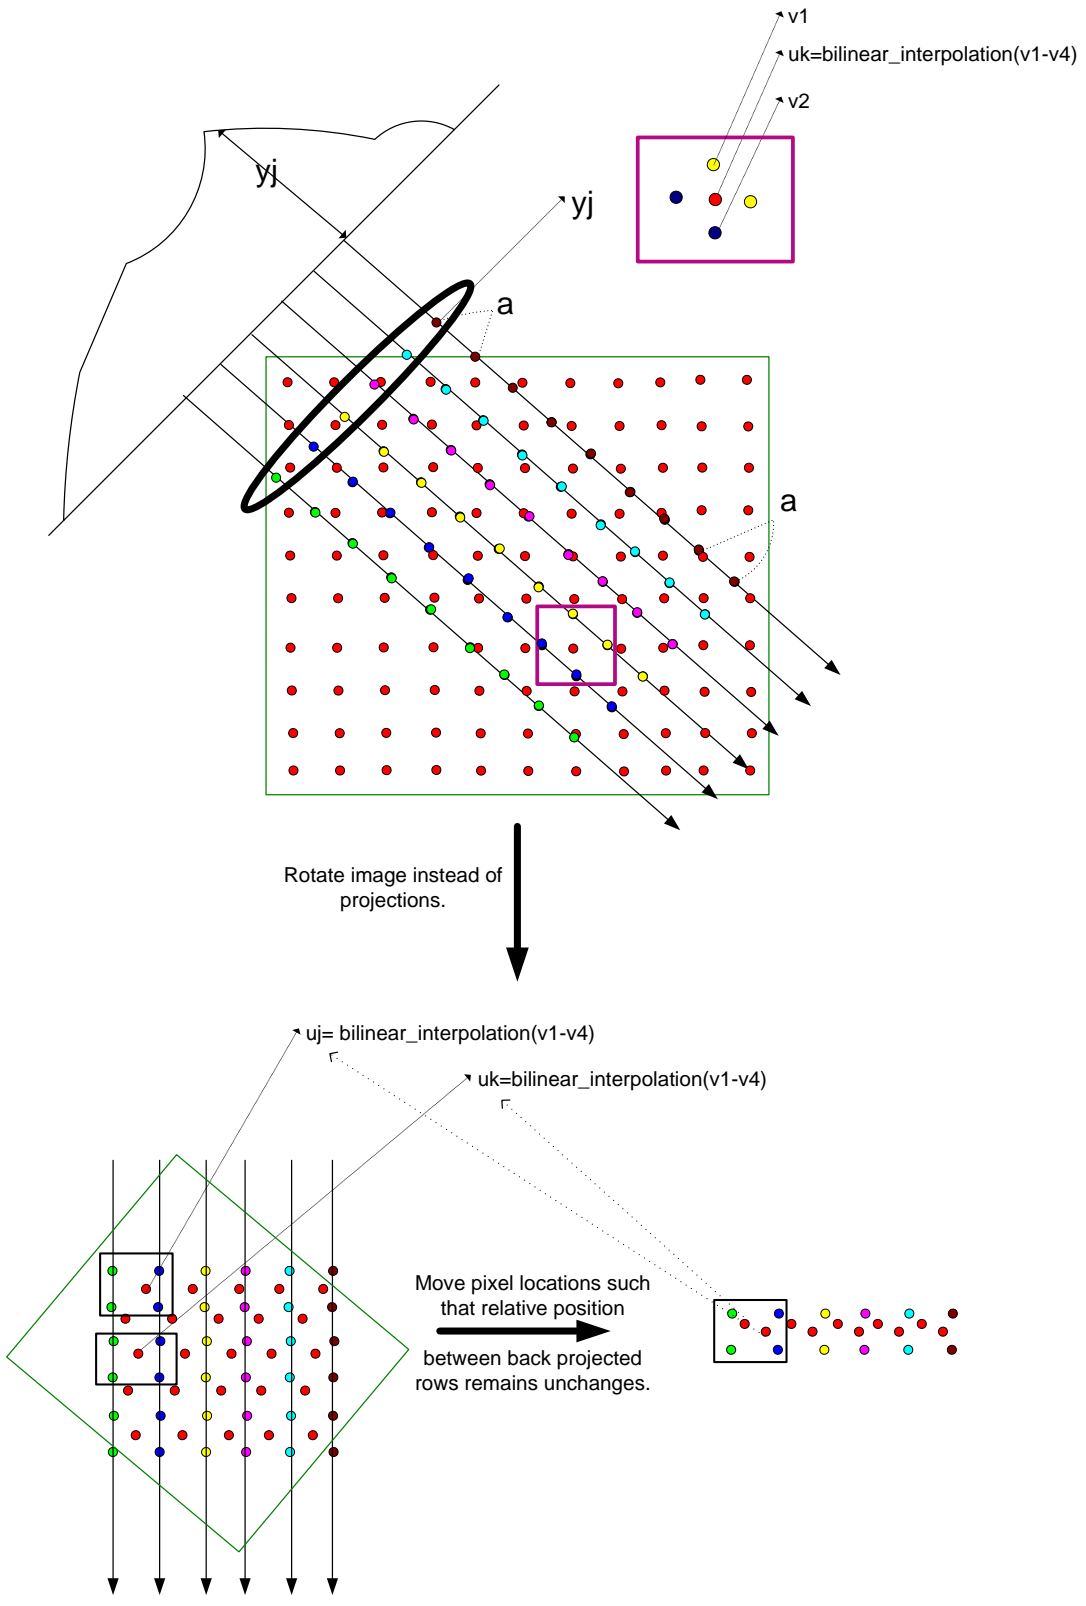 v1
uk=bilinear_interpolation(v1-v4)
v2
yj
yj
a
a
Rotate image instead of
projections.
uj= bilinear_interpolation(v1-v4)
uk=bilinear_interpolation(v1-v4)
Move pixel locations such
that relative position
between back projected
rows remains unchanges.